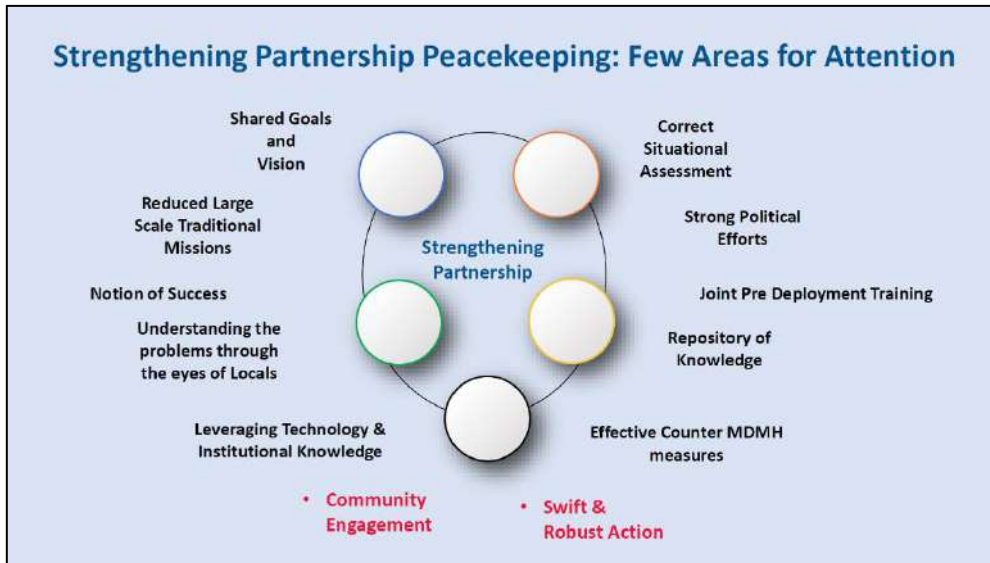 Strengthening Partnership Peacekeeping: Few Areas for Attention
Shared Goals
and
Vision
Correct
Situational
Assessment
Reduced Large
Scale Traditional
Missions
Strong Political
Efforts
Strengthening
Partnership
Notion of Success
Joint Pre Deployment Training
Understanding the
problems through
the eyes of Locals
Repository of
Knowledge
Leveraging Technology &
Institutional Knowledge
Effective Counter MDMH
measures
• Community
Engagement
• Swift &
Robust Action